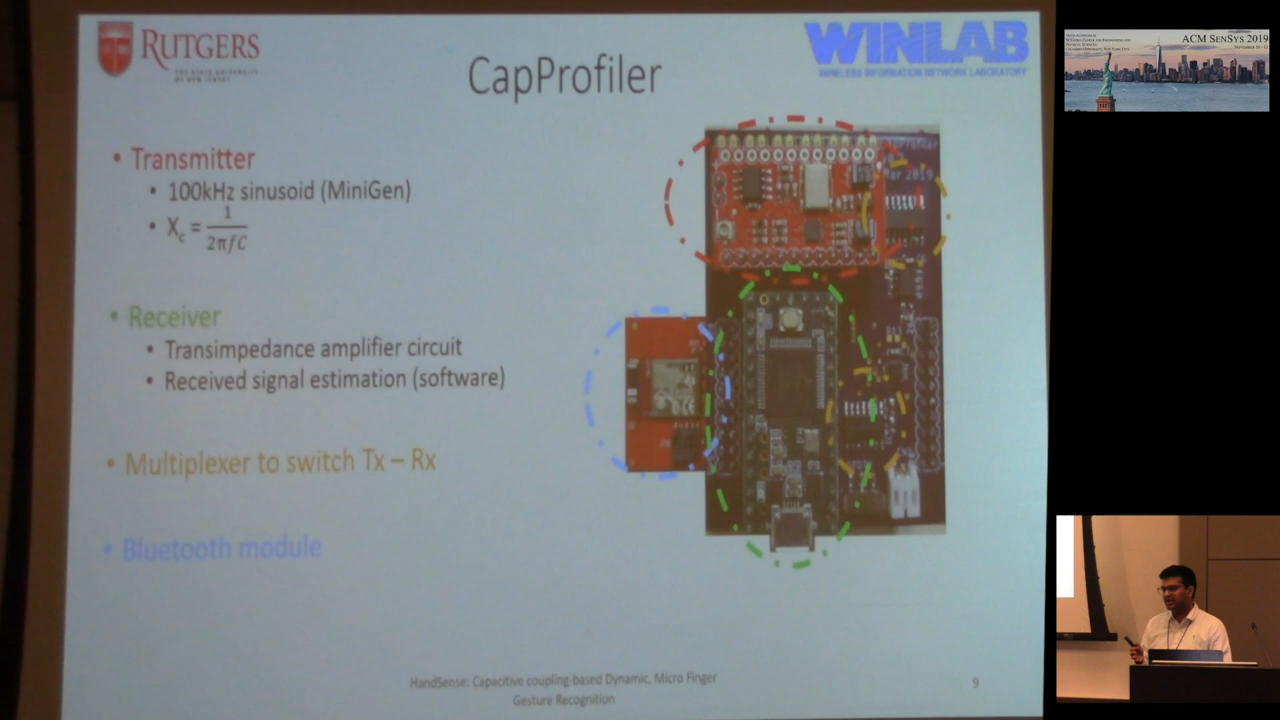 RUTGERS
THE STATE UNIVERSITY
OF NEW JERSEY
WINLAB
WIRELESS INFORMATION NETWORK LABORATORY
CapProfiler
• Transmitter
• 100kHz sinusoid (MiniGen)
• Xc = 1 / 2πfC
• Receiver
• Transimpedance amplifier circuit
• Received signal estimation (software)
• Multiplexer to switch Tx – Rx
• Bluetooth module
CapProfiler
Mar 2019
HandSense: Capacitive coupling-based Dynamic, Micro Finger
Gesture Recognition
9
ACM SenSys 2019